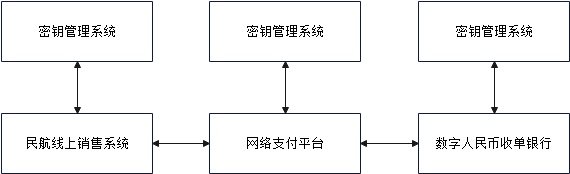 密钥管理系统
密钥管理系统
密钥管理系统
民航线上销售系统
网络支付平台
数字人民币收单银行